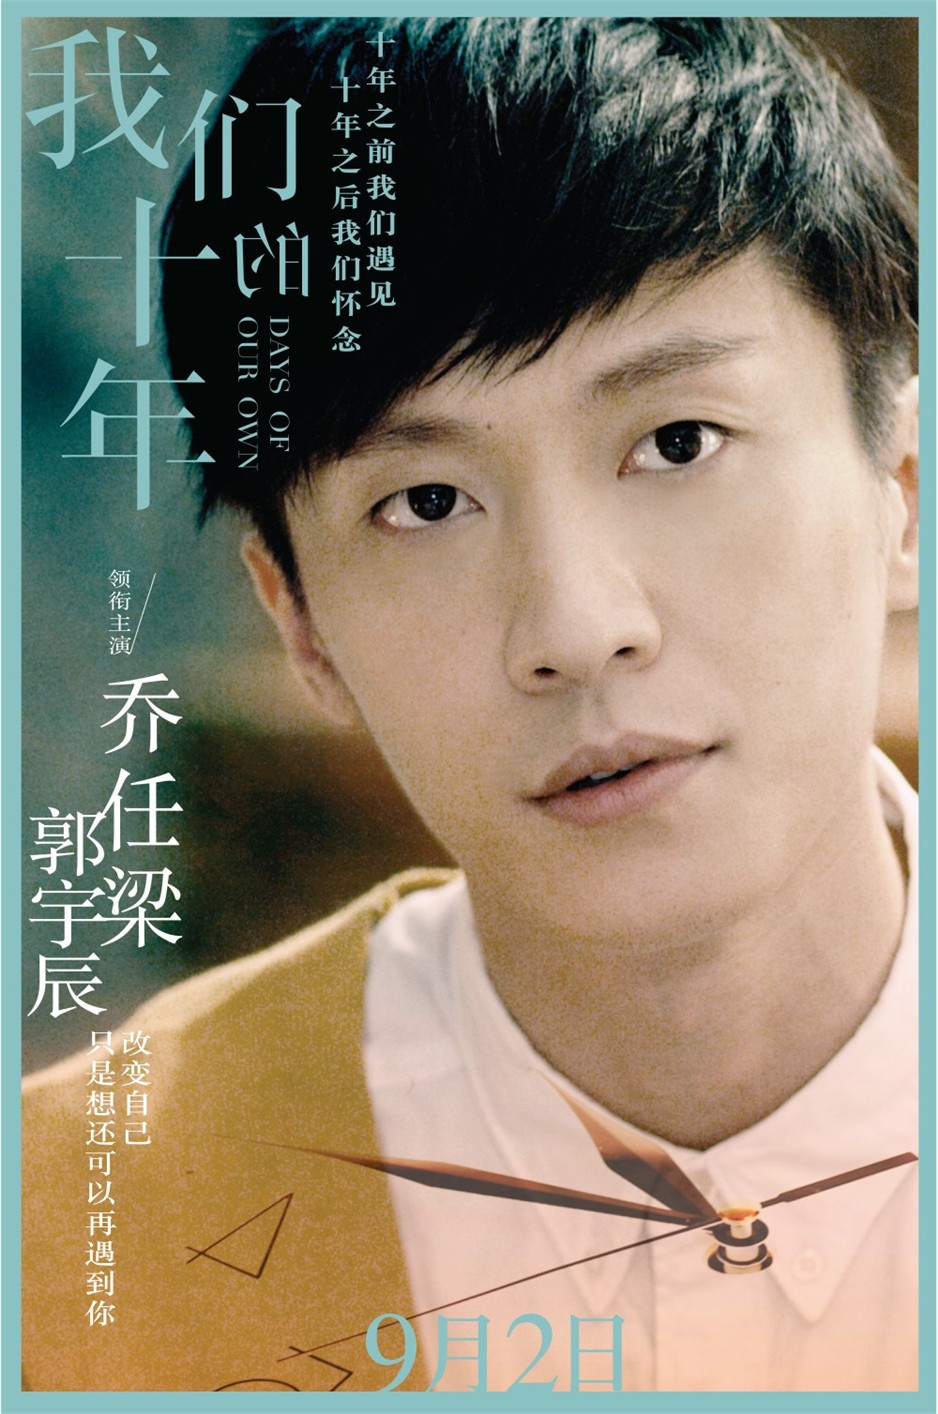 我们的十年
DAYS OF
OUR OWN
十年之前我们遇见
十年之后我们怀念
领衔主演
乔任梁
郭宇辰
改变自己
只是想还可以再遇到你
9月2日